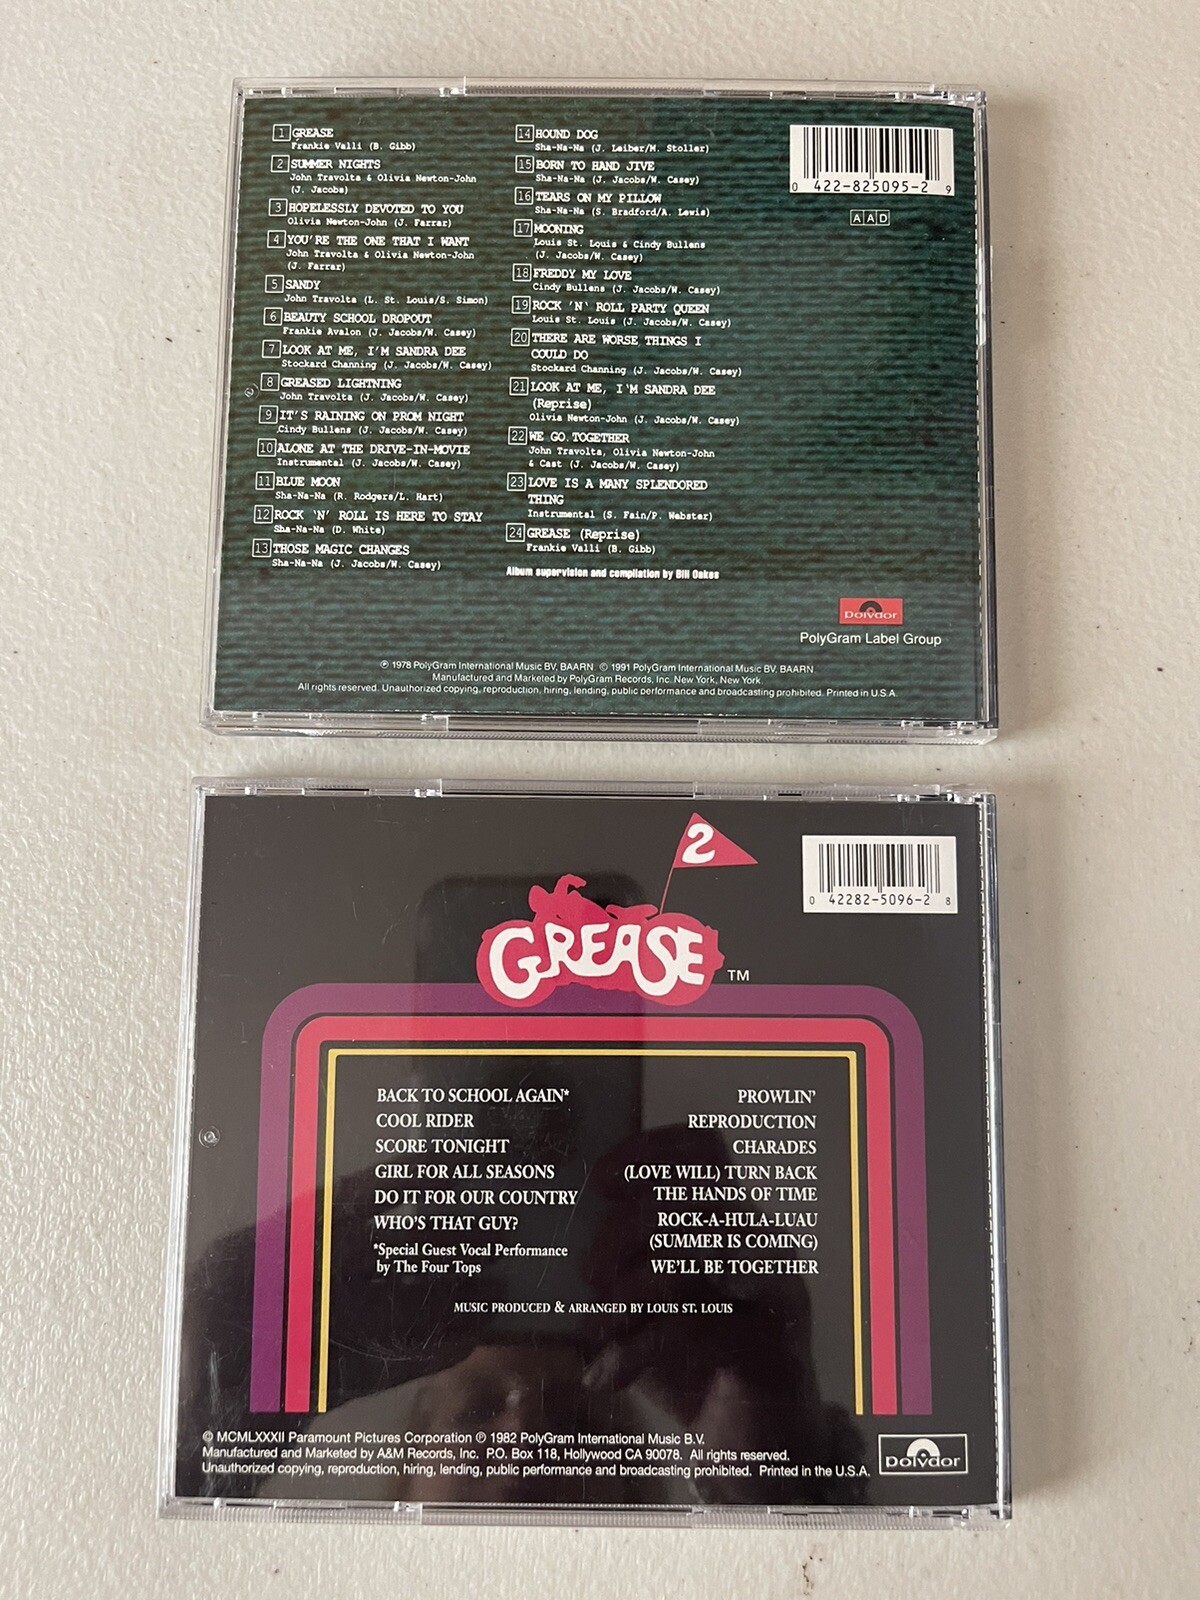 1 GREASE
Frankie Valli (B. Gibb)
2 SUMMER NIGHTS
John Travolta & Olivia Newton-John
(J. Jacobs)
3 HOPELESSLY DEVOTED TO YOU
Olivia Newton-John (J. Farrar)
4 YOU'RE THE ONE THAT I WANT
John Travolta & Olivia Newton-John
(J. Farrar)
5 SANDY
John Travolta (L. St. Louis/S. Simon)
6 BEAUTY SCHOOL DROPOUT
Frankie Avalon (J. Jacobs/W. Casey)
7 LOOK AT ME, I'M SANDRA DEE
Stockard Channing (J. Jacobs/W. Casey)
8 GREASED LIGHTNING
John Travolta (J. Jacobs/W. Casey)
9 IT'S RAINING ON PROM NIGHT
Cindy Bullens (J. Jacobs/W. Casey)
10 ALONE AT THE DRIVE-IN-MOVIE
Instrumental (J. Jacobs/W. Casey)
11 BLUE MOON
Sha-Na-Na (R. Rodgers/L. Hart)
12 ROCK 'N' ROLL IS HERE TO STAY
Sha-Na-Na (D. White)
13 THOSE MAGIC CHANGES
Sha-Na-Na (J. Jacobs/W. Casey)
14 HOUND DOG
Sha-Na-Na (J. Leiber/M. Stoller)
15 BORN TO HAND JIVE
Sha-Na-Na (J. Jacobs/W. Casey)
16 TEARS ON MY PILLOW
Sha-Na-Na (S. Bradford/A. Lewis)
17 MOONING
Louis St. Louis & Cindy Bullens
(J. Jacobs/W. Casey)
18 FREDDY MY LOVE
Cindy Bullens (J. Jacobs/W. Casey)
19 ROCK 'N' ROLL PARTY QUEEN
Louis St. Louis (J. Jacobs/W. Casey)
20 THERE ARE WORSE THINGS I
COULD DO
Stockard Channing (J. Jacobs/W. Casey)
21 LOOK AT ME, I'M SANDRA DEE
(Reprise)
Olivia Newton-John (J. Jacobs/W. Casey)
22 WE GO TOGETHER
John Travolta, Olivia Newton-John
& Cast (J. Jacobs/W. Casey)
23 LOVE IS A MANY SPLENDORED
THING
Instrumental (S. Fain/P. Webster)
24 GREASE (Reprise)
Frankie Valli (B. Gibb)
Album supervision and compilation by Bill Oakes
0 422-825095-2 9
AAD
Polydor
PolyGram Label Group
℗ 1978 PolyGram International Music BV, BAARN © 1991 PolyGram International Music BV, BAARN
Manufactured and Marketed by PolyGram Records, Inc. New York, New York
All rights reserved. Unauthorized copying, reproduction, hiring, lending, public performance and broadcasting prohibited. Printed in U.S.A.
2
GREASE TM
0 42282-5096-2 8
BACK TO SCHOOL AGAIN*
COOL RIDER
SCORE TONIGHT
GIRL FOR ALL SEASONS
DO IT FOR OUR COUNTRY
WHO'S THAT GUY?
*Special Guest Vocal Performance
by The Four Tops
PROWLIN'
REPRODUCTION
CHARADES
(LOVE WILL) TURN BACK
THE HANDS OF TIME
ROCK-A-HULA-LUAU
(SUMMER IS COMING)
WE'LL BE TOGETHER
MUSIC PRODUCED & ARRANGED BY LOUIS ST. LOUIS
© MCMLXXXII Paramount Pictures Corporation ℗ 1982 PolyGram International Music B.V.
Manufactured and Marketed by A&M Records, Inc. P.O. Box 118, Hollywood CA 90078. All rights reserved.
Unauthorized copying, reproduction, hiring, lending, public performance and broadcasting prohibited. Printed in the U.S.A.
polydor